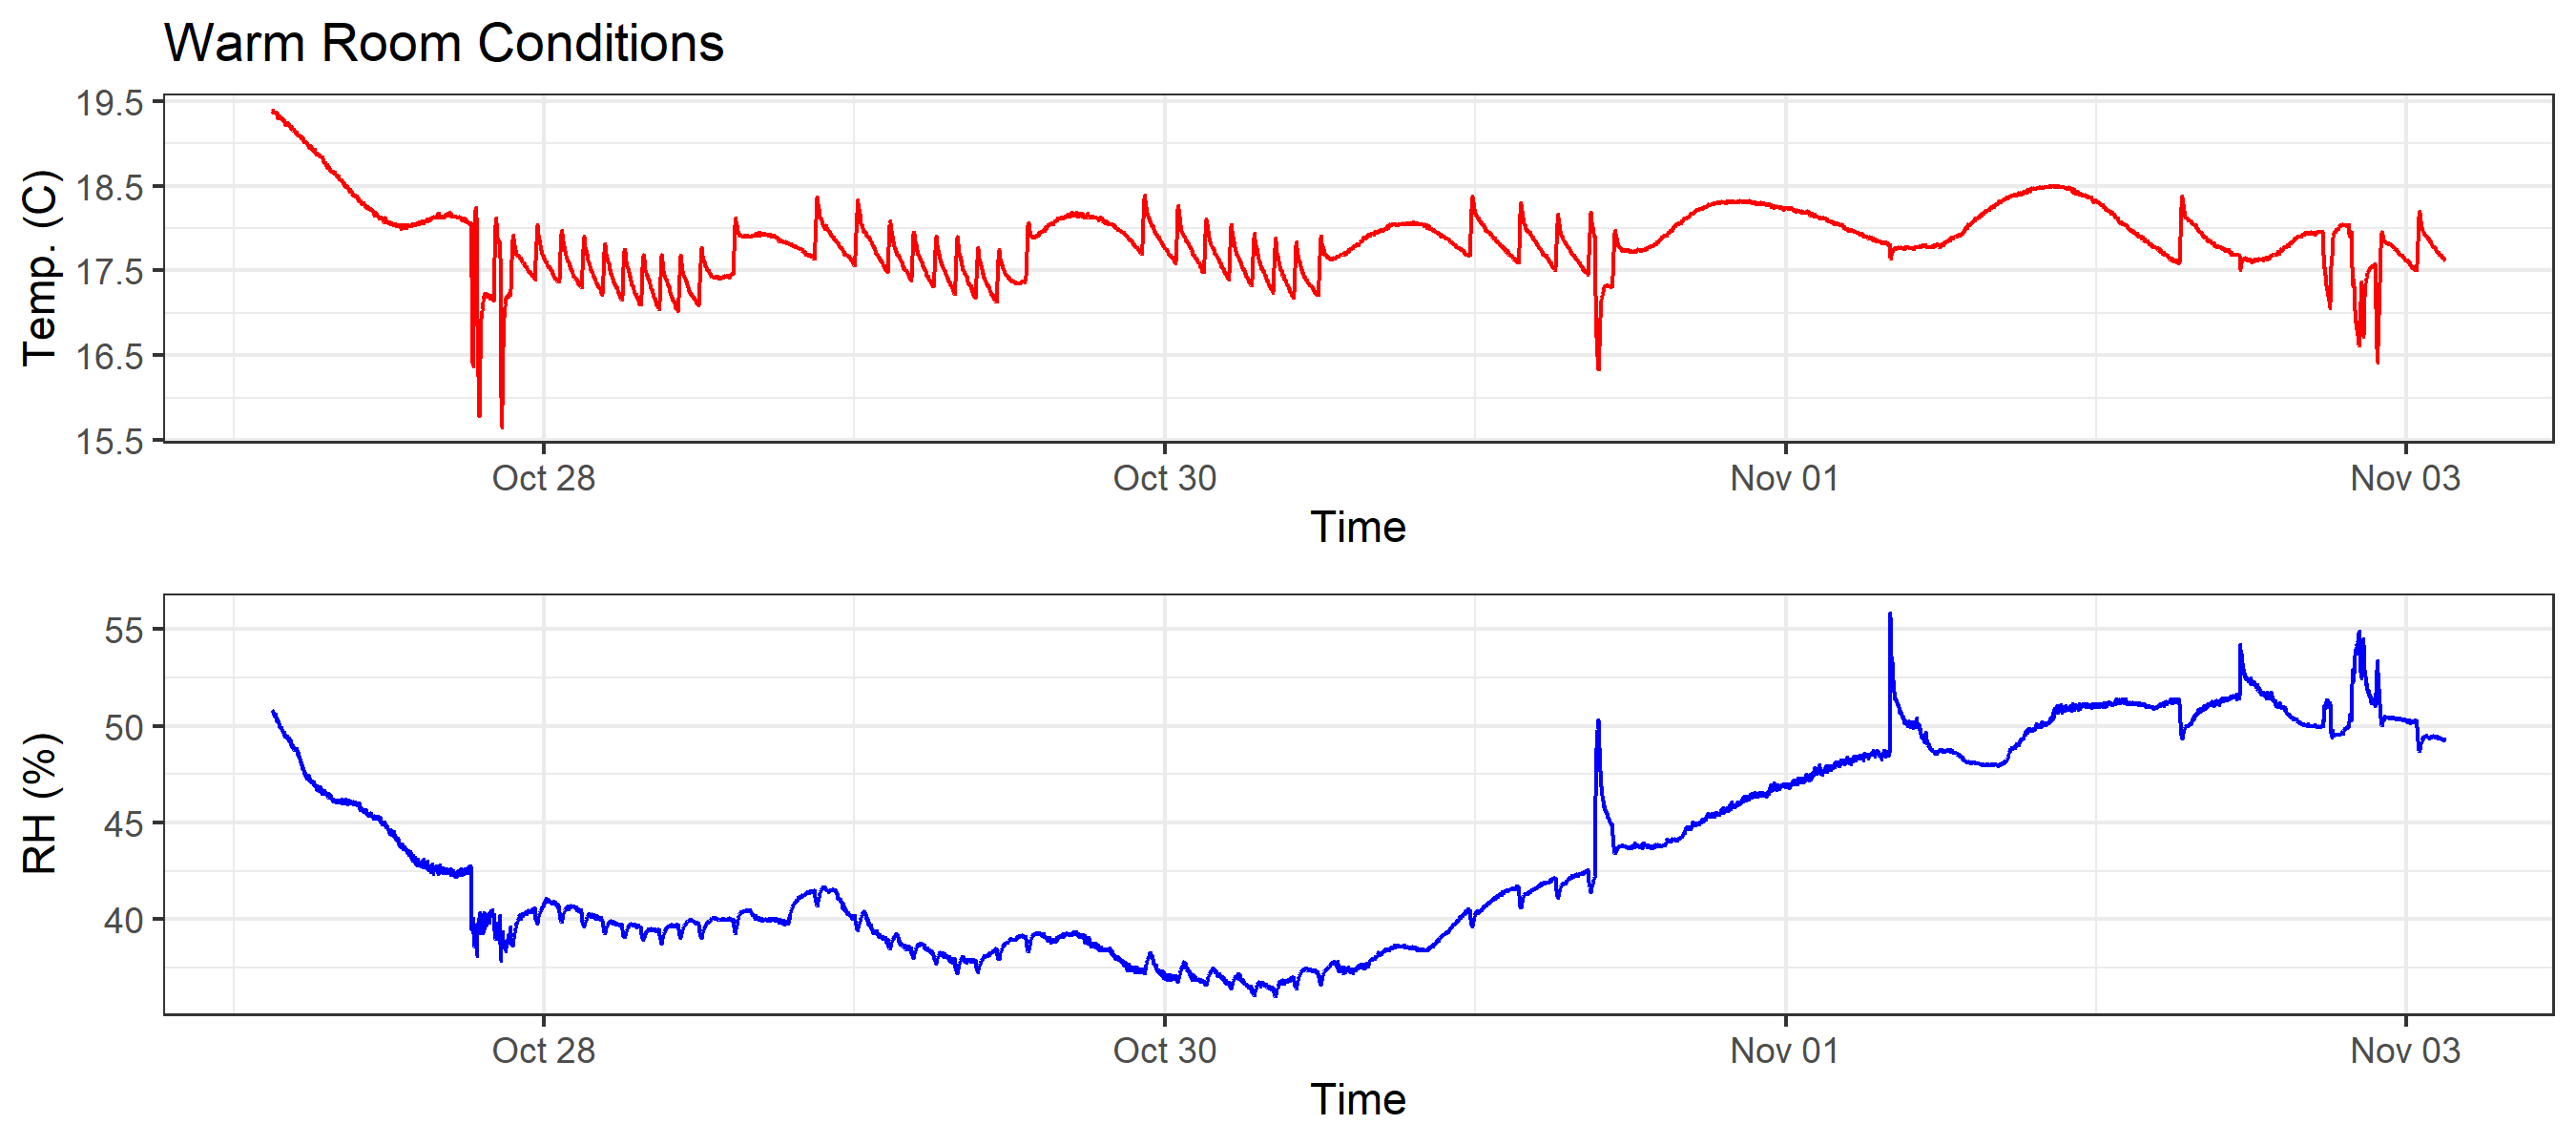 Warm Room Conditions
19.5
18.5
17.5
16.5
15.5
Temp. (C)
Oct 28 Oct 30 Nov 01 Nov 03
Time
55
50
45
40
RH (%)
Oct 28 Oct 30 Nov 01 Nov 03
Time